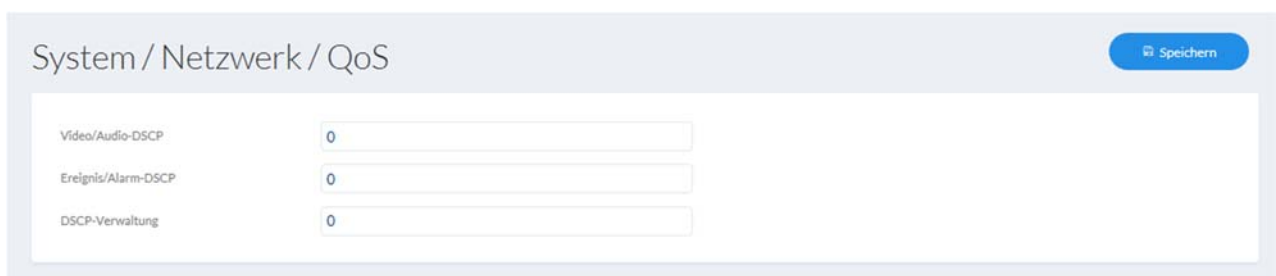 System / Netzwerk / QoS
Speichern
Video/Audio-DSCP 0
Ereignis/Alarm-DSCP 0
DSCP-Verwaltung 0